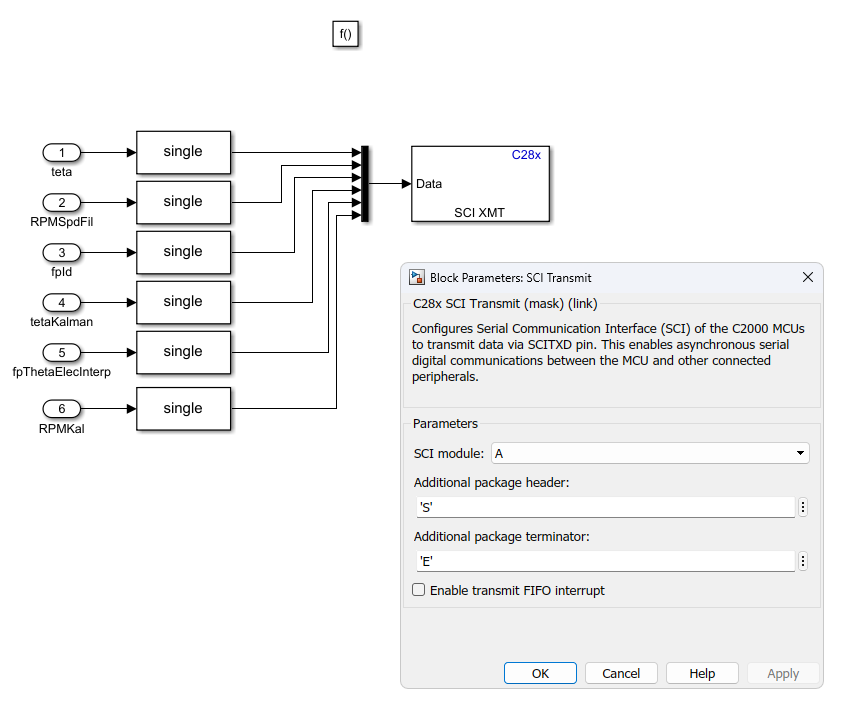 f()
1
single
teta
2
single
RPMSpdFil
3
single
fpId
4
single
tetaKalman
5
single
fpThetaElecInterp
6
single
RPMKal
C28x
Data
SCI XMT
Block Parameters: SCI Transmit
C28x SCI Transmit (mask) (link)
Configures Serial Communication Interface (SCI) of the C2000 MCUs
to transmit data via SCITXD pin. This enables asynchronous serial
digital communications between the MCU and other connected
peripherals.
Parameters
SCI module: A
Additional package header:
'S'
Additional package terminator:
'E'
Enable transmit FIFO interrupt
OK Cancel Help Apply